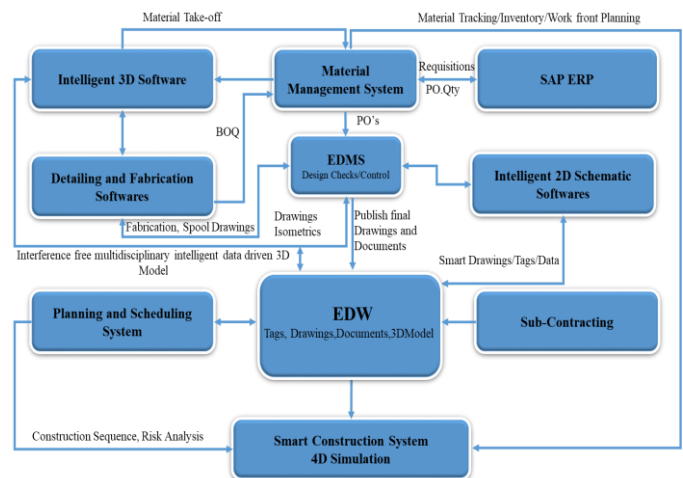 Material Take-off
Material Tracking/Inventory/Work front Planning
Intelligent 3D Software
Material
Management System
Requisitions
PO.Qty
SAP ERP
BOQ
PO's
EDMS
Design Checks/Control
Detailing and Fabrication
Softwares
Intelligent 2D Schematic
Softwares
Fabrication, Spool Drawings
Drawings
Isometrics
Publish final
Drawings and
Documents
Interference free multidisciplinary intelligent data driven 3D
Model
Smart Drawings/Tags/Data
Planning and Scheduling
System
EDW
Tags, Drawings,Documents,3DModel
Sub-Contracting
Construction Sequence, Risk Analysis
Smart Construction System
4D Simulation